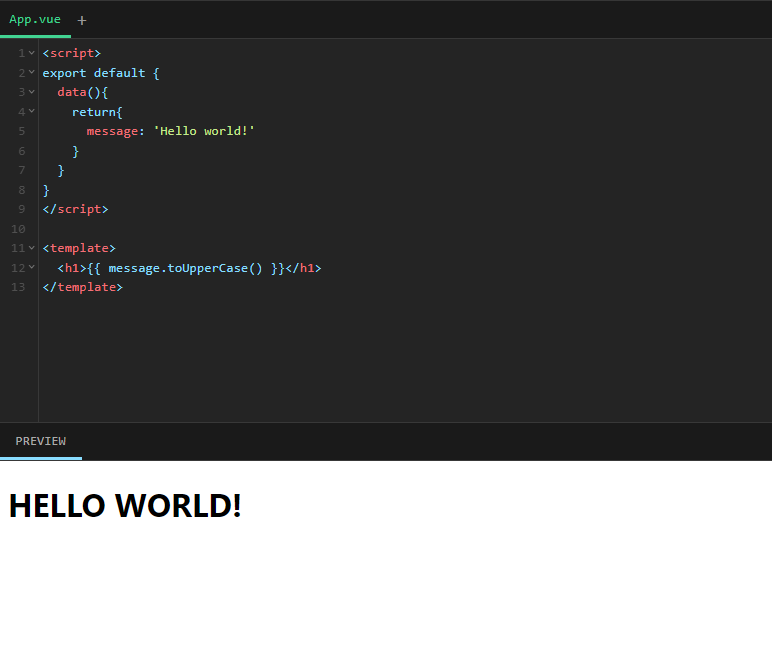 App.vue +
1 <script>
2 export default {
3   data(){
4     return{
5       message: 'Hello world!'
6     }
7   }
8 }
9 </script>
10
11 <template>
12   <h1>{{ message.toUpperCase() }}</h1>
13 </template>
PREVIEW
HELLO WORLD!